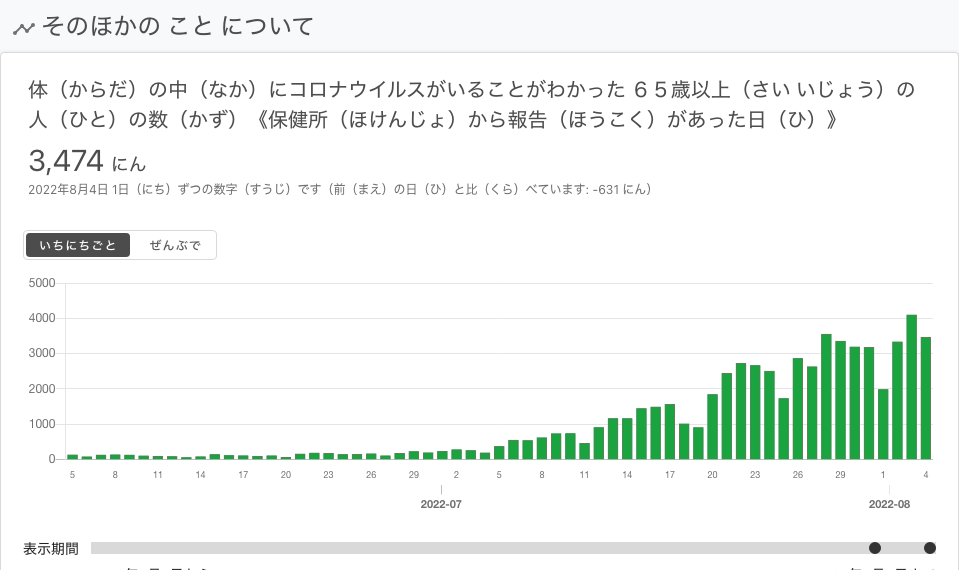 そのほかの こと について
体（からだ）の中（なか）にコロナウイルスがいることがわかった ６５歳以上（さい いじょう）の
人（ひと）の数（かず）《保健所（ほけんじょ）から報告（ほうこく）があった日（ひ）》
3,474 にん
2022年8月4日 1日（にち）ずつの数字（すうじ）です（前（まえ）の日（ひ）と比（くら）べています: -631 にん）
いちにちごと ぜんぶで
5000
4000
3000
2000
1000
0
5 8 11 14 17 20 23 26 29 2 5 8 11 14 17 20 23 26 29 1 4
2022-07 2022-08
表示期間